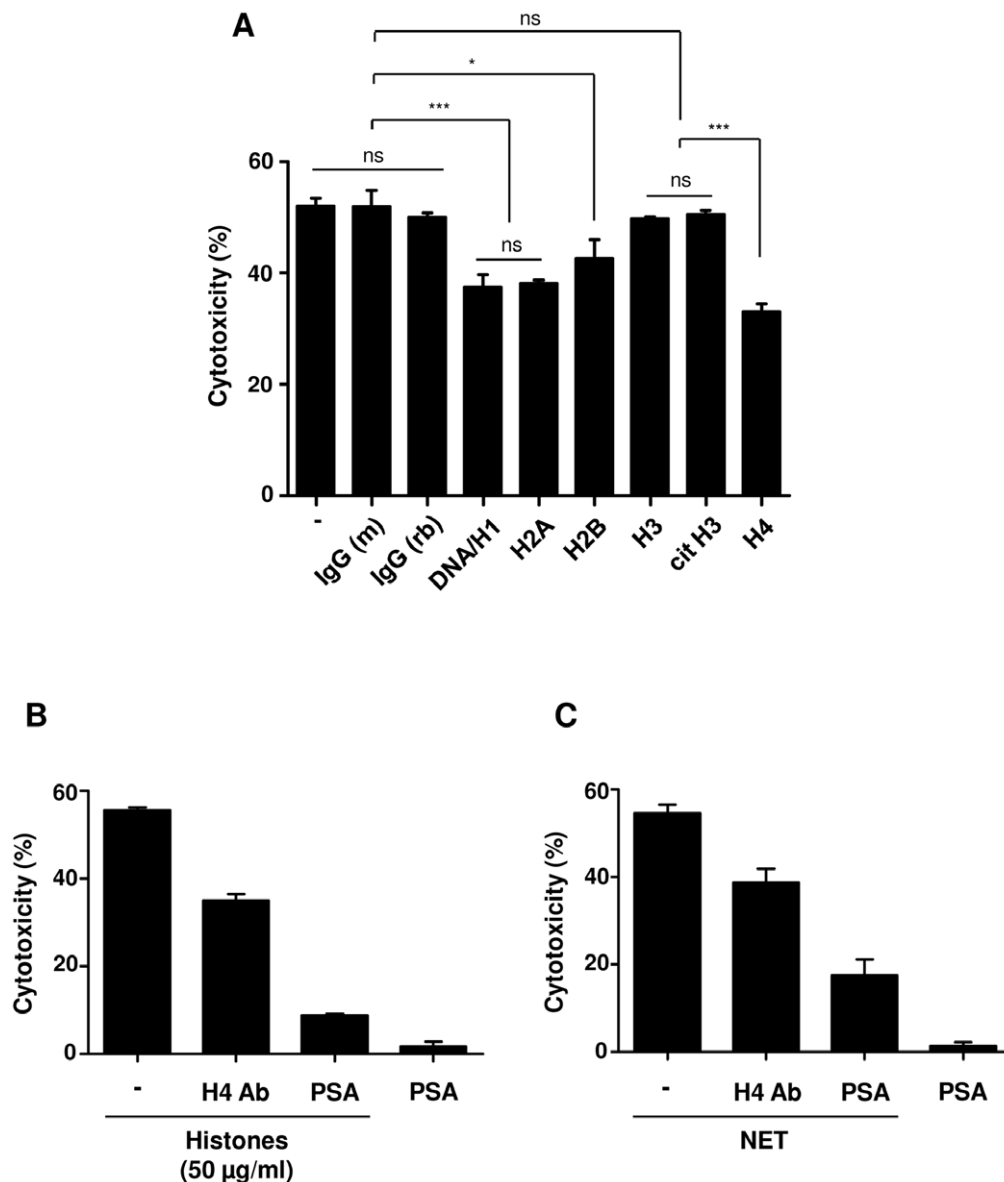 A
ns
*
***
***
ns
ns
ns
60
40
20
0
Cytotoxicity (%)
-
IgG (m)
IgG (rb)
DNA/H1
H2A
H2B
H3
cit H3
H4
B
60
40
20
0
Cytotoxicity (%)
-
H4 Ab
PSA
PSA
Histones
(50 µg/ml)
C
60
40
20
0
Cytotoxicity (%)
-
H4 Ab
PSA
PSA
NET